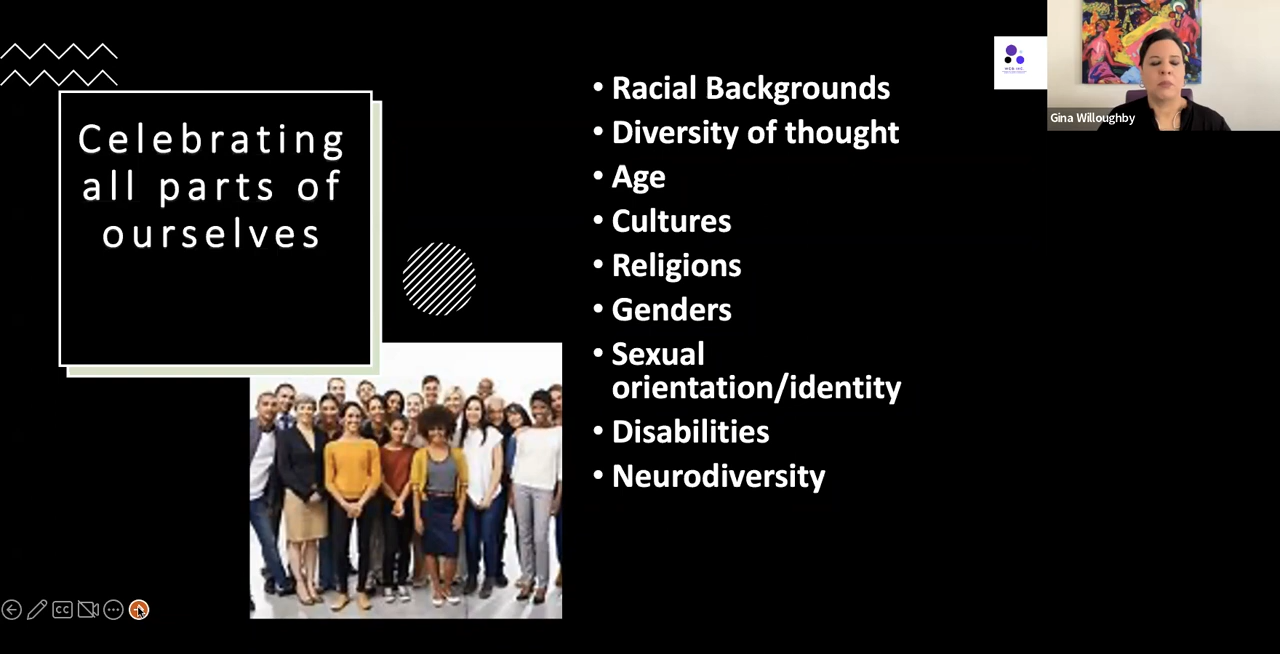 Celebrating
all parts of
ourselves
• Racial Backgrounds
• Diversity of thought
• Age
• Cultures
• Religions
• Genders
• Sexual
orientation/identity
• Disabilities
• Neurodiversity
Gina Willoughby
CC